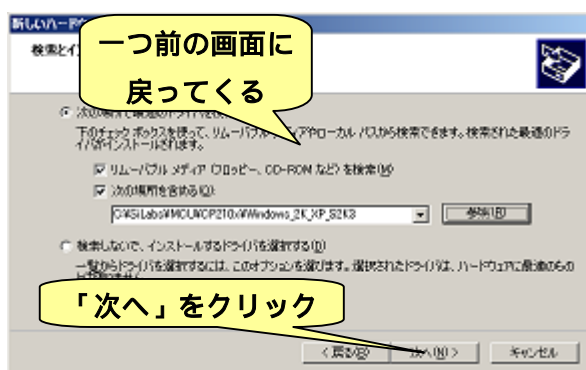 新しいハード
一つ前の画面に
戻ってくる
検索とイ
次の場所で最適のドライバを検
下のチェック ボックスを使って、リムーバブル メディアやローカル パスから検索できます。検索された最適のドラ
イバがインストールされます。
リムーバブル メディア (フロッピー、CD-ROM など) を検索(M)
次の場所を含める(O):
C:¥SiLabs¥MCU¥CP210x¥Windows_2K_XP_S2K3
参照(R)
検索しないで、インストールするドライバを選択する(D)
一覧からドライバを選択するには、このオプションを選びます。選択されたドライバは、ハードウェアに最適のもの
「次へ」をクリック
< 戻る(B)
次へ(N) >
キャンセル